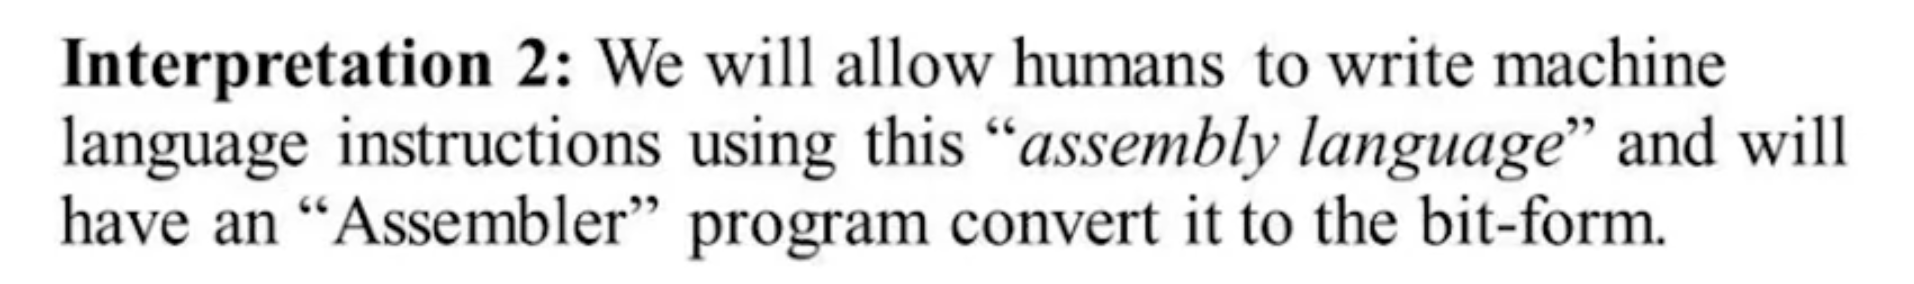 Interpretation 2: We will allow humans to write machine
language instructions using this “assembly language” and will
have an “Assembler” program convert it to the bit-form.